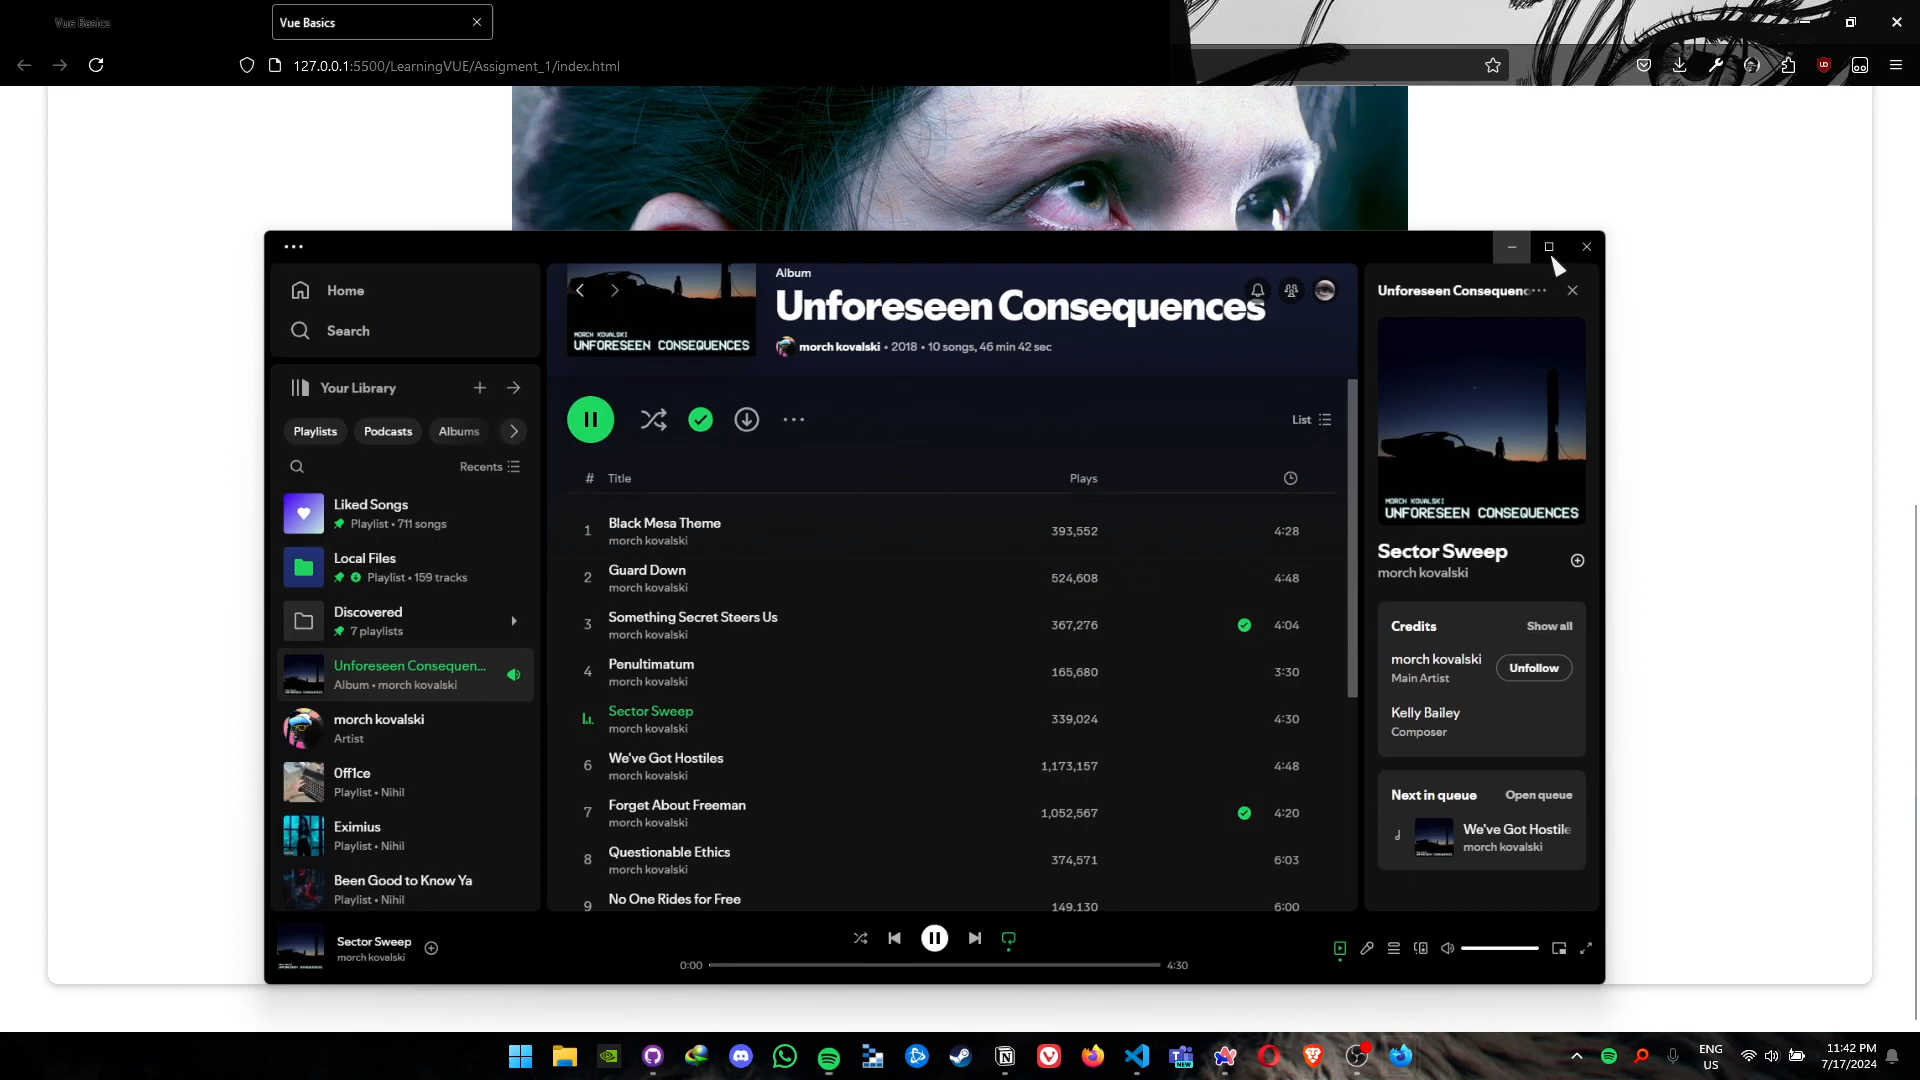 Vue Basics
Vue Basics
127.0.0.1:5500/LearningVUE/Assigment_1/index.html
Home
Search
Your Library
Playlists
Podcasts
Albums
Recents
Liked Songs
Playlist • 711 songs
Local Files
Playlist • 159 tracks
Discovered
7 playlists
Unforeseen Consequen...
Album • morch kovalski
morch kovalski
Artist
0ff1ce
Playlist • Nihil
Eximius
Playlist • Nihil
Been Good to Know Ya
Playlist • Nihil
MORCH KOVALSKI
UNFORESEEN CONSEQUENCES
Album
Unforeseen Consequences
morch kovalski • 2018 • 10 songs, 46 min 42 sec
List
# Title Plays
1 Black Mesa Theme 393,552 4:28
morch kovalski
2 Guard Down 524,608 4:48
morch kovalski
3 Something Secret Steers Us 367,276 4:04
morch kovalski
4 Penultimatum 165,680 3:30
morch kovalski
Sector Sweep 339,024 4:30
morch kovalski
6 We've Got Hostiles 1,173,157 4:48
morch kovalski
7 Forget About Freeman 1,052,567 4:20
morch kovalski
8 Questionable Ethics 374,571 6:03
morch kovalski
9 No One Rides for Free 149,130 6:00
Unforeseen Consequenc
MORCH KOVALSKI
UNFORESEEN CONSEQUENCES
Sector Sweep
morch kovalski
Credits Show all
morch kovalski
Main Artist
Unfollow
Kelly Bailey
Composer
Next in queue Open queue
We've Got Hostile
morch kovalski
Sector Sweep
morch kovalski
0:00 4:30
NEW
ENG
US
11:42 PM
7/17/2024